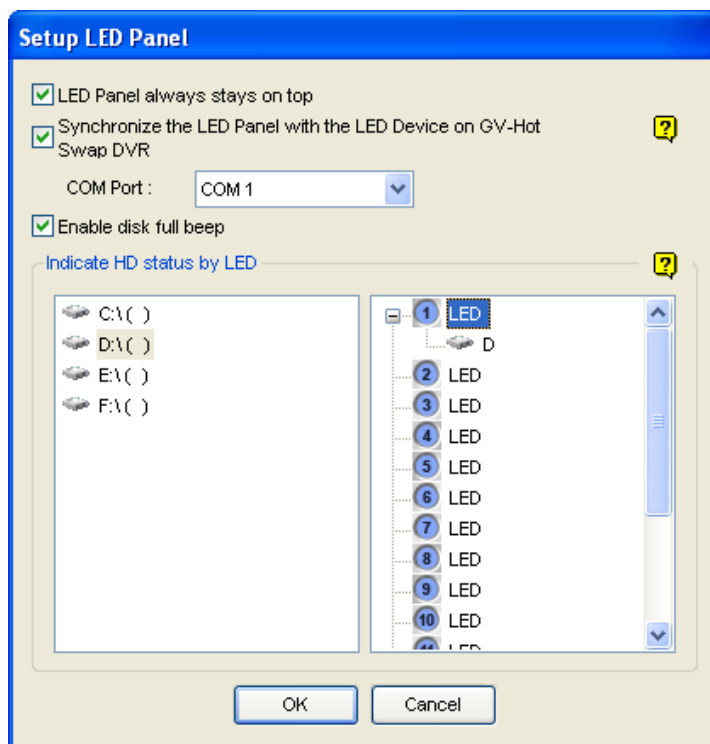 Setup LED Panel
LED Panel always stays on top
Synchronize the LED Panel with the LED Device on GV-Hot
Swap DVR
COM Port :
COM 1
Enable disk full beep
Indicate HD status by LED
C:\ ( )
D:\ ( )
E:\ ( )
F:\ ( )
1 LED
D
2 LED
3 LED
4 LED
5 LED
6 LED
7 LED
8 LED
9 LED
10 LED
11 LED
OK
Cancel